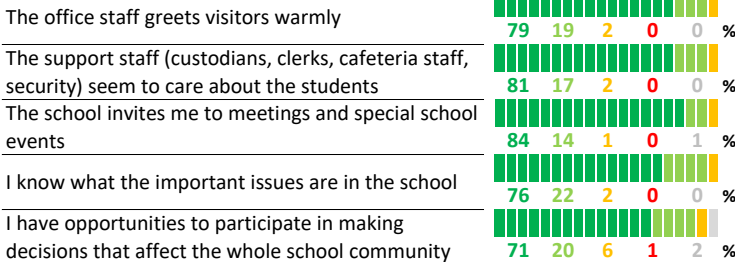 The office staff greets visitors warmly
79 19 2 0 0 %
The support staff (custodians, clerks, cafeteria staff,
security) seem to care about the students
81 17 2 0 0 %
The school invites me to meetings and special school
events
84 14 1 0 1 %
I know what the important issues are in the school
76 22 2 0 0 %
I have opportunities to participate in making
decisions that affect the whole school community
71 20 6 1 2 %